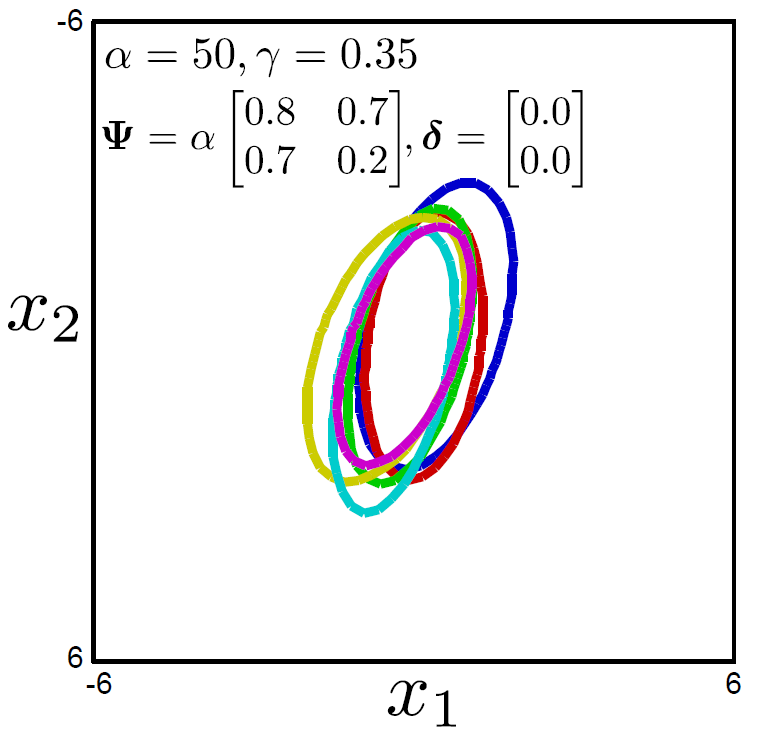 -6
α = 50, γ = 0.35
Ψ = α [0.8 0.7
0.7 0.2], δ = [0.0
0.0]
x₂
6
-6
x₁
6